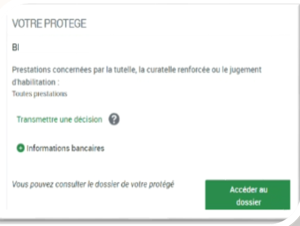 VOTRE PROTEGE
BI
Prestations concernées par la tutelle, la curatelle renforcée ou le jugement
d'habilitation :
Toutes prestations
Transmettre une décision ?
Informations bancaires
Vous pouvez consulter le dossier de votre protégé
Accéder au
dossier